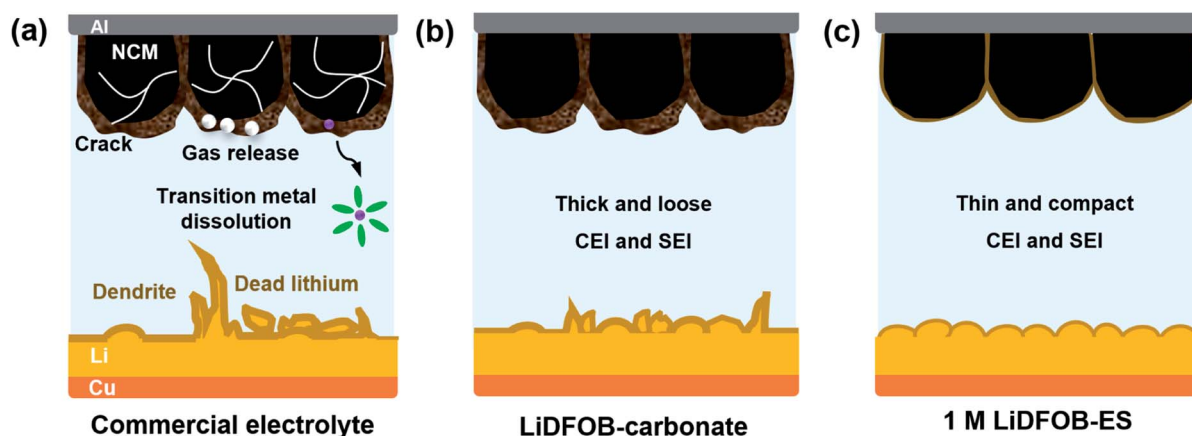 (a)
Al
NCM
Crack
Gas release
Transition metal
dissolution
Dendrite
Dead lithium
Li
Cu
Commercial electrolyte
(b)
Thick and loose
CEI and SEI
LiDFOB-carbonate
(c)
Thin and compact
CEI and SEI
1 M LiDFOB-ES